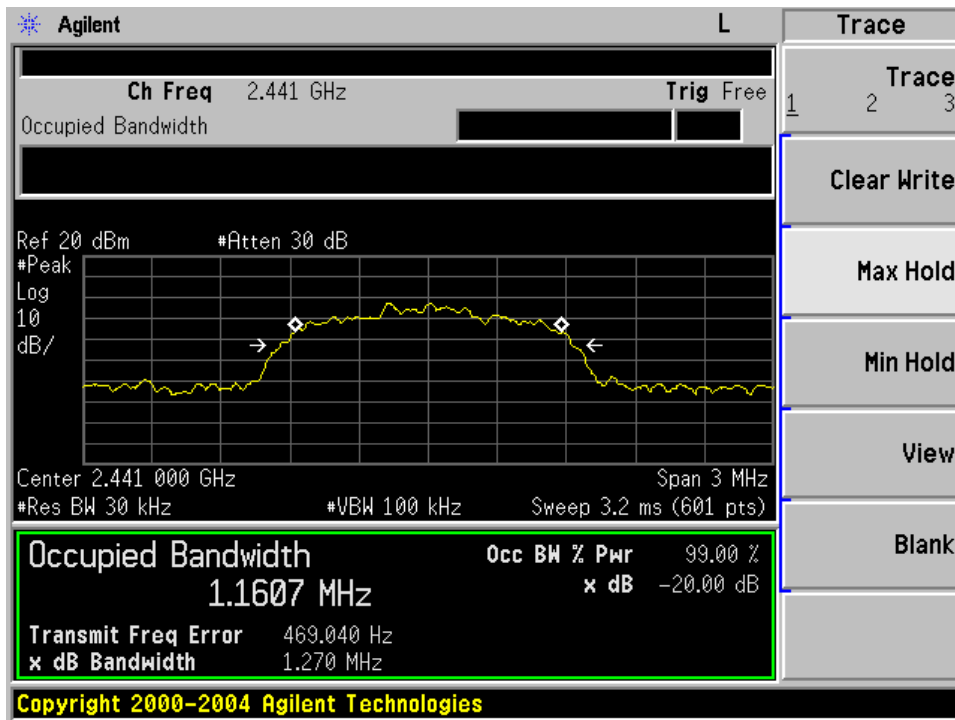 Agilent L Trace
Ch Freq 2.441 GHz Trig Free
Occupied Bandwidth
Trace
1 2 3
Clear Write
Max Hold
Min Hold
View
Blank
Ref 20 dBm #Atten 30 dB
#Peak
Log
10
dB/
Center 2.441 000 GHz Span 3 MHz
#Res BW 30 kHz #VBW 100 kHz Sweep 3.2 ms (601 pts)
Occupied Bandwidth
1.1607 MHz
Occ BW % Pwr 99.00 %
x dB -20.00 dB
Transmit Freq Error 469.040 Hz
x dB Bandwidth 1.270 MHz
Copyright 2000-2004 Agilent Technologies